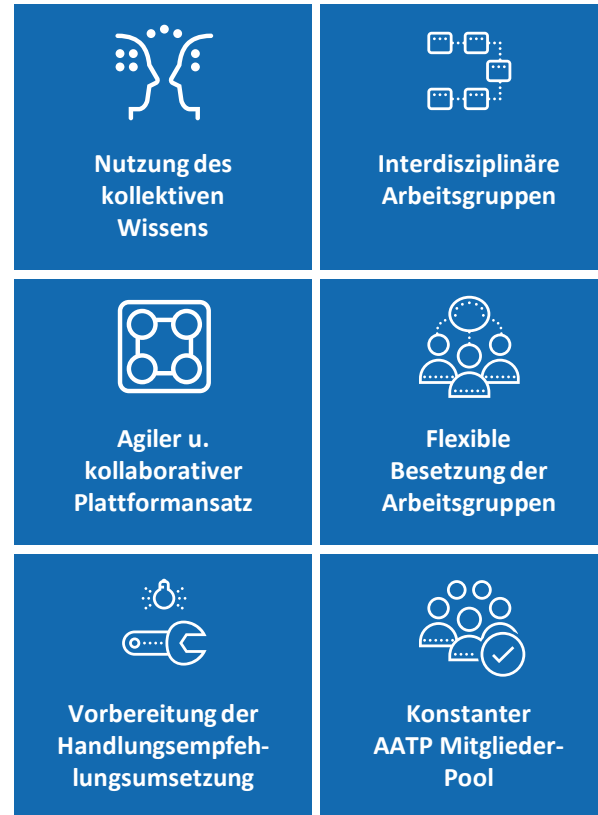 Nutzung des
kollektiven
Wissens
Interdisziplinäre
Arbeitsgruppen
Agiler u.
kollaborativer
Plattformansatz
Flexible
Besetzung der
Arbeitsgruppen
Vorbereitung der
Handlungsempfeh-
lungsumsetzung
Konstanter
AATP Mitglieder-
Pool